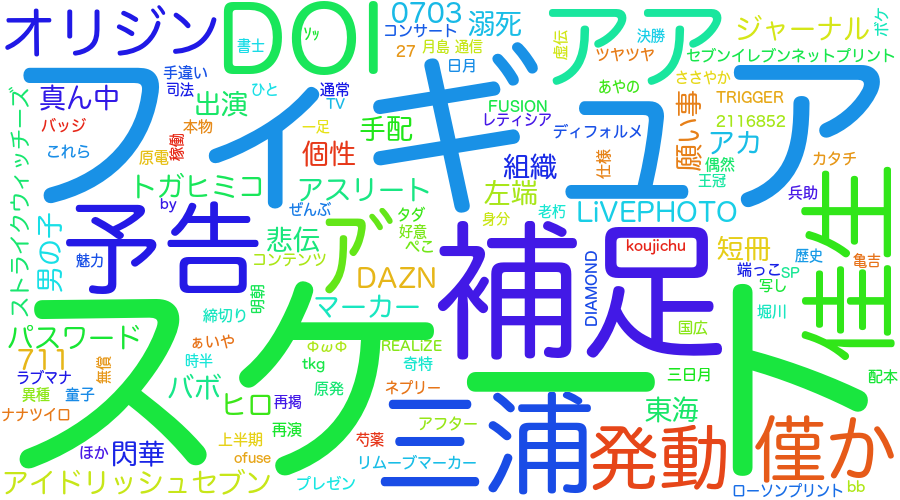 オリジン
DOI
0703
コンサート
溺死
アア
ジャーナル
ボケ
書士
ソッ
27
月島
通信
虚伝
ツヤツヤ
決勝
セブンイレブンネットプリント
日月
手違い
司法
ひと
通常
TV
あやの
ささやか
真ん中
出演
フィギュア
FUSION
レティシア
TRIGGER
バッジ
本物
一足
手配
ディフォルメ
願い事
2116852
これら
原電
稼働
個性
組織
仕様
アカ
偶然
カタチ
ストライクウィッチーズ
トガヒミコ
アスリート
左端
王冠
兵助
佳生
男の子
by
ぜんぶ
タダ
身分
老朽
LiVEPHOTO
予告
悲伝
ア゙
好意
ぺこ
補足
koujichu
短冊
歴史
亀吉
魅力
コンテンツ
DAZN
DIAMOND
端っこ
SP
写し
明朝
締切り
マーカー
国広
堀川
パスワード
スケート
ぁいや
ΦωΦ
REALiZE
711
無償
時半
tkg
奇特
ラブマナ
三日月
配本
異種
童子
バボ
原発
ネプリー
ナナツイロ
ヒロ
再掲
三浦
東海
僅か
上半期
再演
芍薬
アフター
発動
ほか
閃華
ofuse
リムーブマーカー
アイドリッシュセブン
プレゼン
ローソンプリント
bb